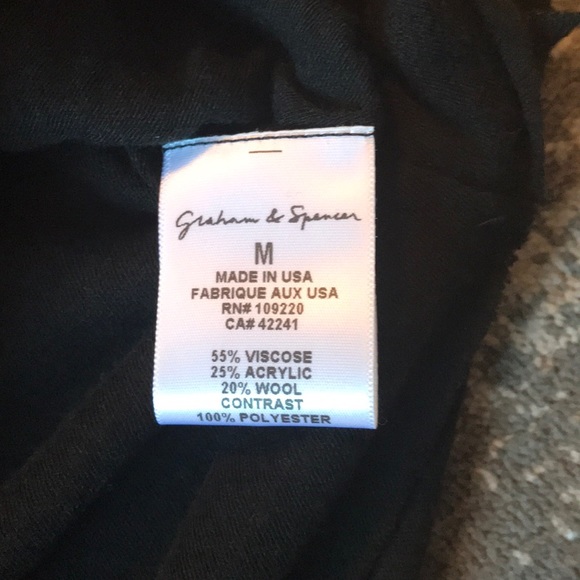 Graham & Spencer
M
MADE IN USA
FABRIQUE AUX USA
RN# 109220
CA# 42241
55% VISCOSE
25% ACRYLIC
20% WOOL
CONTRAST
100% POLYESTER